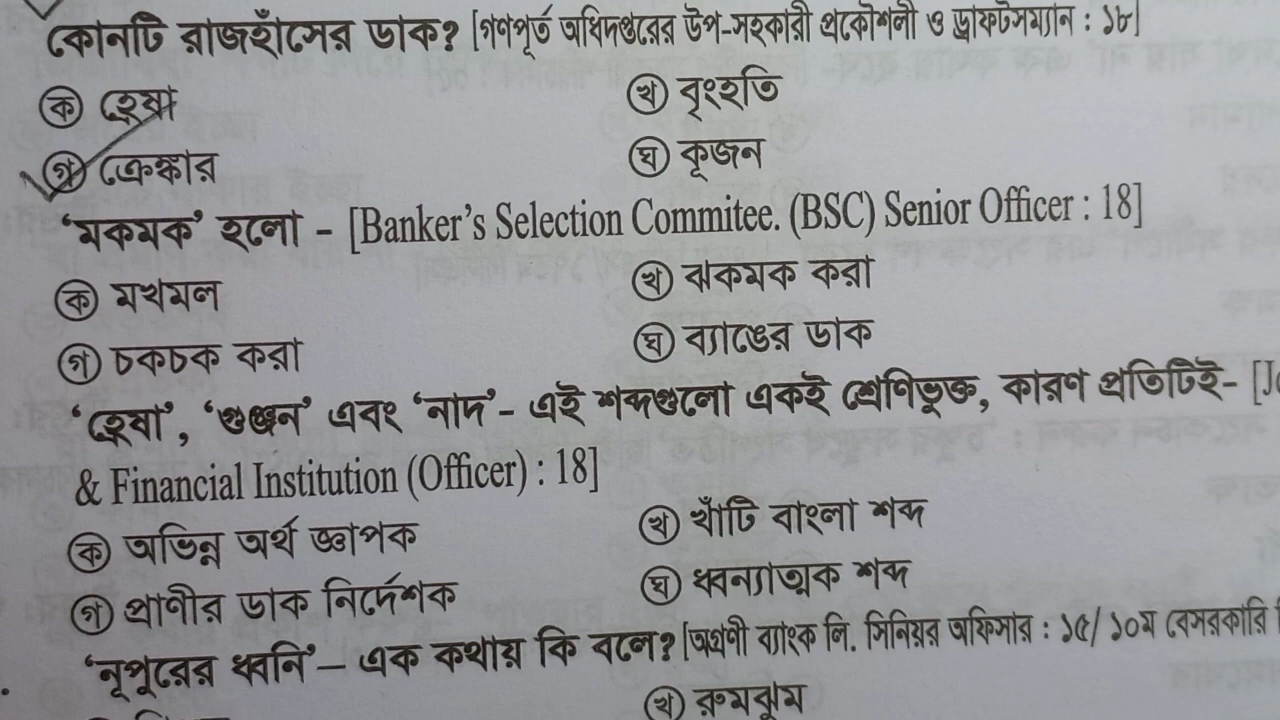 কোনটি রাজহাঁসের ডাক? [গণপূর্ত অধিদপ্তরের উপ-সহকারী প্রকৌশলী ও ড্রাফটসম্যান : ১৮]
ক হ্রেষা খ বৃংহতি
গ ক্রেঙ্কার ঘ কূজন
‘মকমক’ হলো – [Banker’s Selection Commitee. (BSC) Senior Officer : 18]
ক মখমল খ ঝকমক করা
গ চকচক করা ঘ ব্যাঙের ডাক
‘হ্রেষা’, ‘গুঞ্জন’ এবং ‘নাদ’- এই শব্দগুলো একই শ্রেণিভুক্ত, কারণ প্রতিটিই- [
& Financial Institution (Officer) : 18]
ক অভিন্ন অর্থ জ্ঞাপক খ খাঁটি বাংলা শব্দ
গ প্রাণীর ডাক নির্দেশক ঘ ধ্বন্যাত্মক শব্দ
‘নূপুরের ধ্বনি’– এক কথায় কি বলে? [অগ্রণী ব্যাংক লি. সিনিয়র অফিসার : ১৫/ ১০ম বেসরকারি
খ রুমঝুম